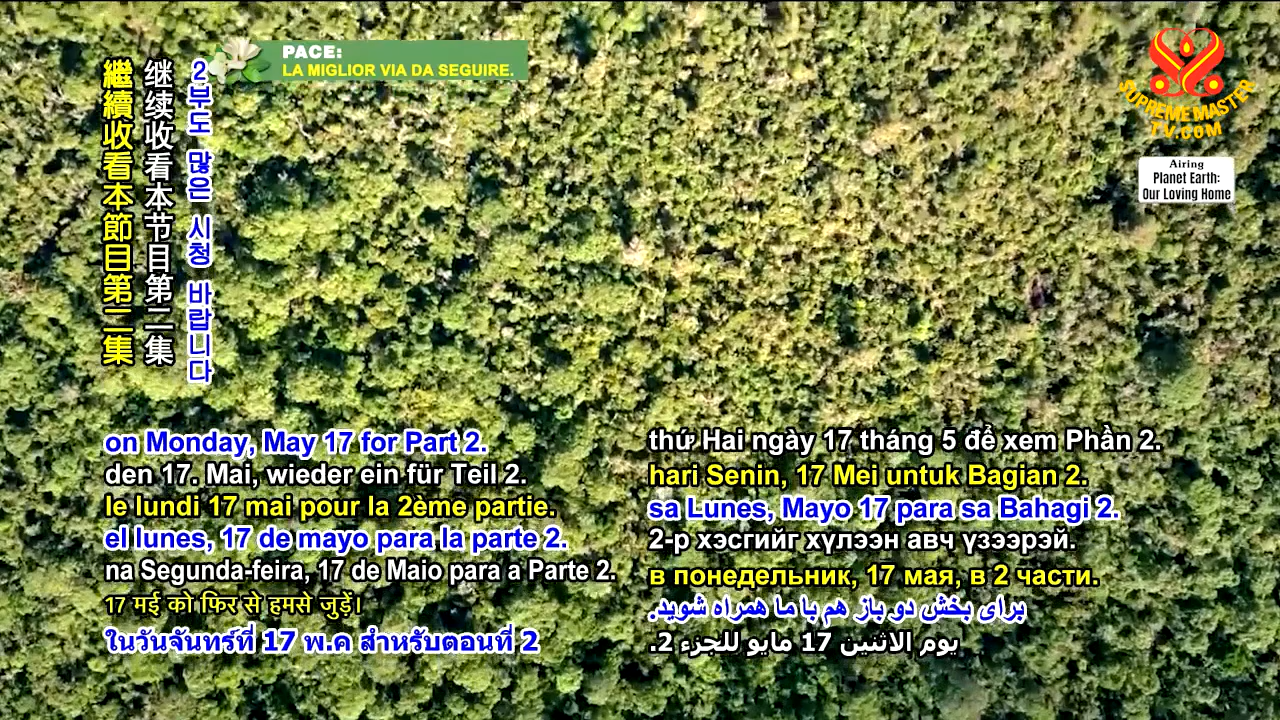 PACE:
LA MIGLIOR VIA DA SEGUIRE.
SUPREME MASTER
TV.COM
Airing
Planet Earth:
Our Loving Home
繼續收看本節目第二集
继续收看本节目第二集
2부도 많은 시청 바랍니다
on Monday, May 17 for Part 2.
den 17. Mai, wieder ein für Teil 2.
le lundi 17 mai pour la 2ème partie.
el lunes, 17 de mayo para la parte 2.
na Segunda-feira, 17 de Maio para a Parte 2.
17 मई को फिर से हमसे जुड़ें।
ในวันจันทร์ที่ 17 พ.ค สำหรับตอนที่ 2
thứ Hai ngày 17 tháng 5 để xem Phần 2.
hari Senin, 17 Mei untuk Bagian 2.
sa Lunes, Mayo 17 para sa Bahagi 2.
2-р хэсгийг хүлээн авч үзээрэй.
в понедельник, 17 мая, в 2 части.
برای بخش دو باز هم با ما همراه شوید.
يوم الاثنين 17 مايو للجزء 2.